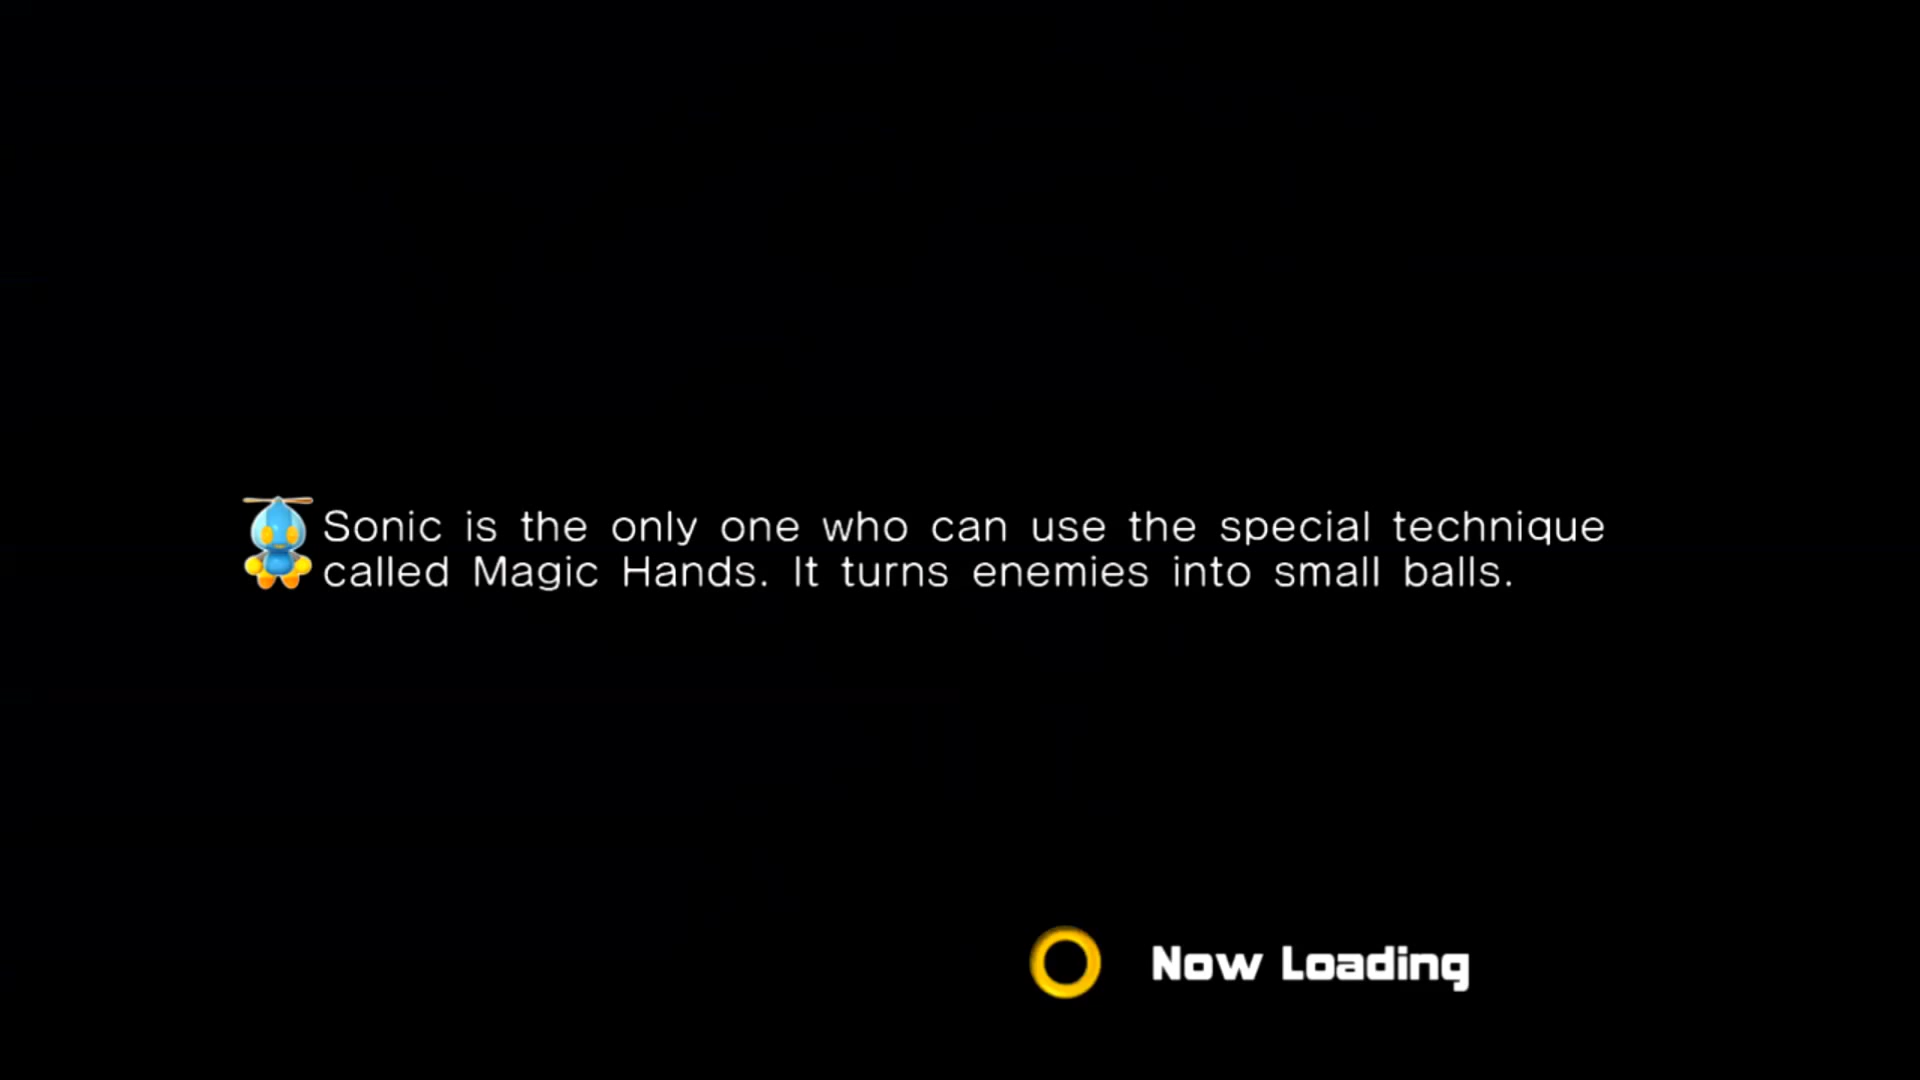 Sonic is the only one who can use the special technique
called Magic Hands. It turns enemies into small balls.
Now Loading